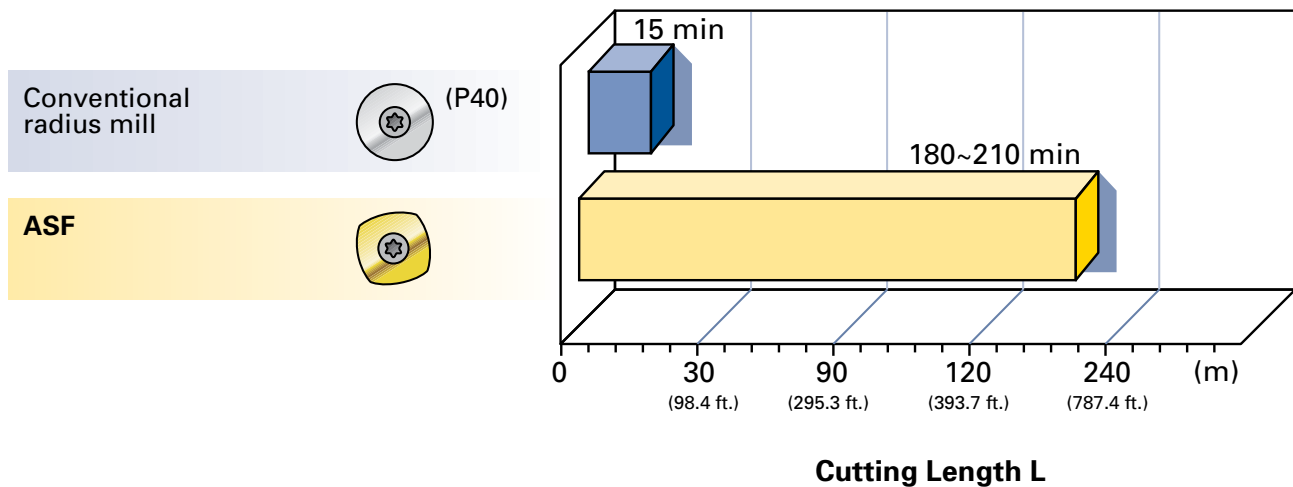 15 min
Conventional
radius mill
(P40)
180~210 min
ASF
0 30 90 120 240 (m)
(98.4 ft.) (295.3 ft.) (393.7 ft.) (787.4 ft.)
Cutting Length L